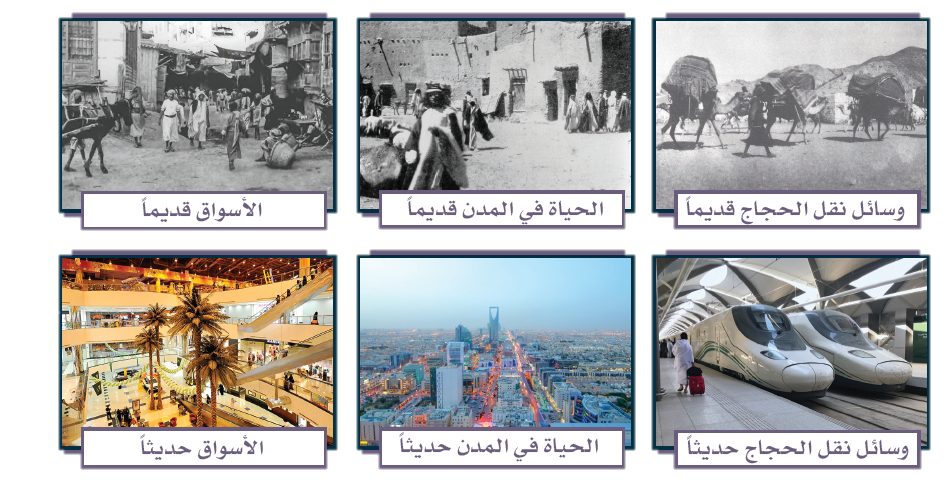 وسائل نقل الحجاج قديماً
الحياة في المدن قديماً
الأسواق قديماً
وسائل نقل الحجاج حديثاً
الحياة في المدن حديثاً
الأسواق حديثاً